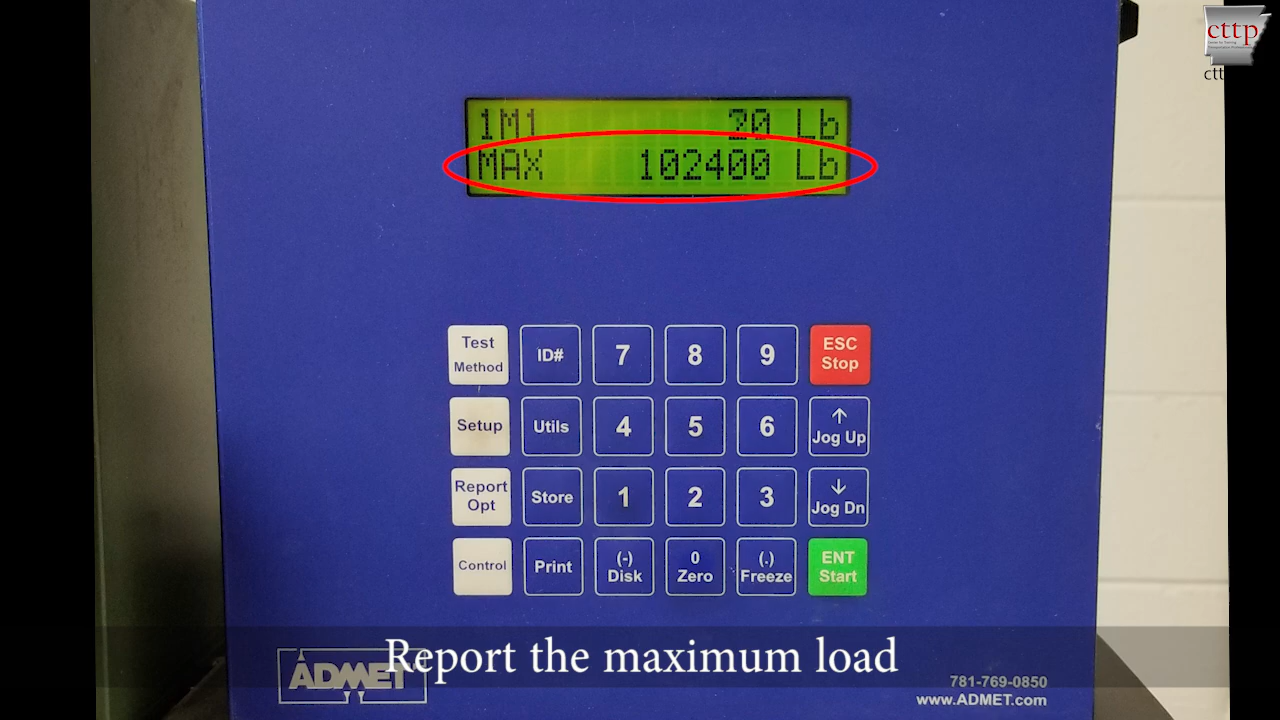 cttp
ctt
1M1 20 Lb
MAX 102400 Lb
Test
Method
ID#
7
8
9
ESC
Stop
Setup
Utils
4
5
6
↑
Jog Up
Report
Opt
Store
1
2
3
↓
Jog Dn
Control
Print
(-)
Disk
0
Zero
(.)
Freeze
ENT
Start
ADMET
Report the maximum load
781-769-0850
www.ADMET.com